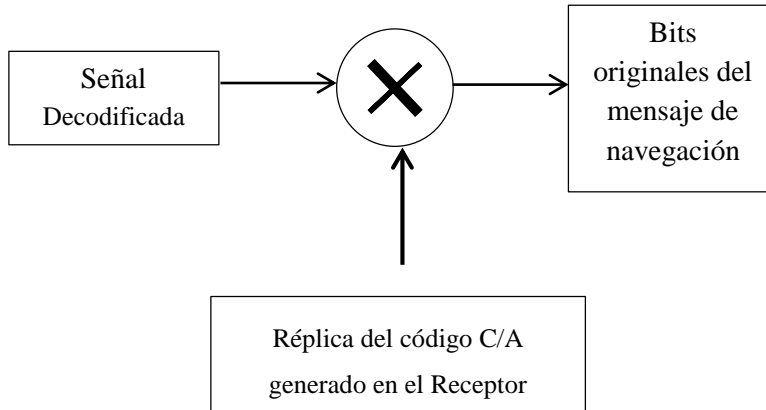 Señal
Decodificada
Bits
originales del
mensaje de
navegación
Réplica del código C/A
generado en el Receptor